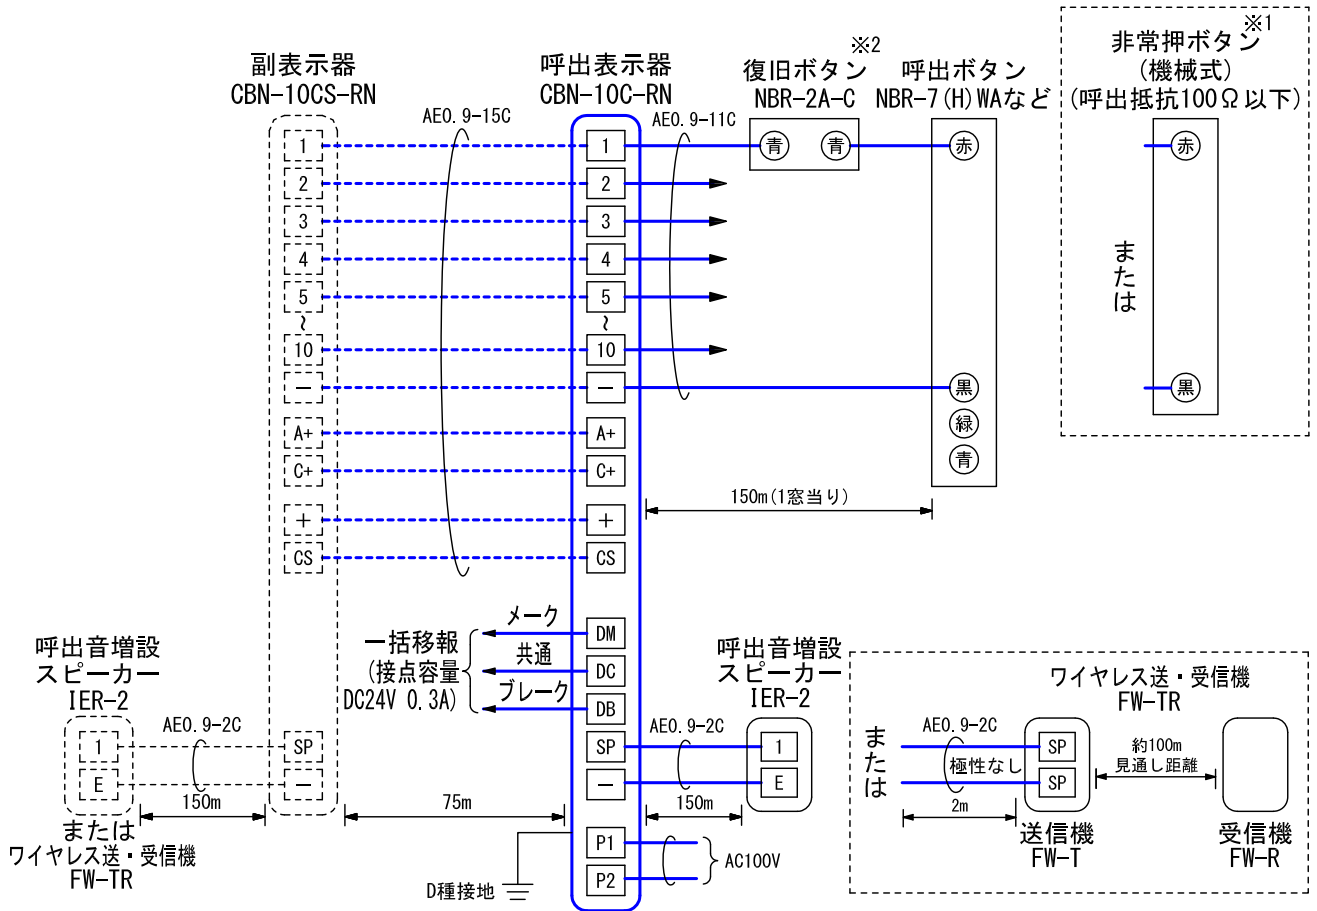 副表示器
CBN-10CS-RN
呼出表示器
CBN-10C-RN
復旧ボタン※2
NBR-2A-C
呼出ボタン
NBR-7(H)WAなど
非常押ボタン※1
(機械式)
(呼出抵抗100Ω以下)
AE0.9-15C
AE0.9-11C
1
1
青
青
赤
赤
2
2
3
3
4
4
5
5
~
~
10
10
—
—
黒
緑
青
または
黒
A+
A+
C+
C+
+
+
CS
CS
150m(1窓当り)
一括移報
(接点容量
DC24V 0.3A)
メーク
DM
共通
DC
ブレーク
DB
呼出音増設
スピーカー
IER-2
1
E
AE0.9-2C
SP
—
150m
または
ワイヤレス送・受信機
FW-TR
75m
SP
—
AE0.9-2C
150m
呼出音増設
スピーカー
IER-2
1
E
P1
P2
AC100V
D種接地
または
ワイヤレス送・受信機
FW-TR
AE0.9-2C
極性なし
SP
SP
2m
送信機
FW-T
約100m
見通し距離
受信機
FW-R